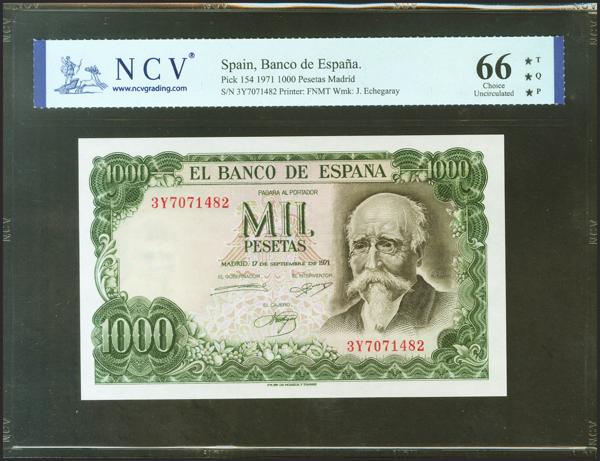 NCV
www.ncvgrading.com
Spain, Banco de España.
Pick 154 1971 1000 Pesetas Madrid
S/N 3Y7071482 Printer: FNMT Wmk: J. Echegaray
66
Choice
Uncirculated
★ T
★ Q
★ P
1000
1000
EL BANCO DE ESPAÑA
PAGARA AL PORTADOR
3Y7071482
MIL
PESETAS
MADRID, 17 DE SEPTIEMBRE DE 1971
EL GOBERNADOR
EL INTERVENTOR
EL CAJERO
1000
3Y7071482